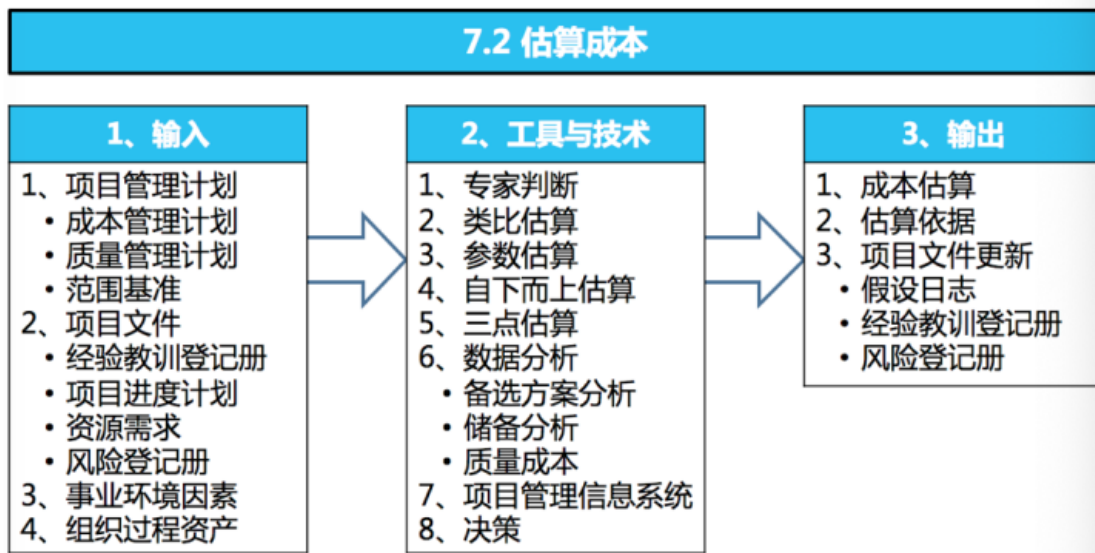 7.2 估算成本
1、输入
1、项目管理计划
• 成本管理计划
• 质量管理计划
• 范围基准
2、项目文件
• 经验教训登记册
• 项目进度计划
• 资源需求
• 风险登记册
3、事业环境因素
4、组织过程资产
2、工具与技术
1、专家判断
2、类比估算
3、参数估算
4、自下而上估算
5、三点估算
6、数据分析
• 备选方案分析
• 储备分析
• 质量成本
7、项目管理信息系统
8、决策
3、输出
1、成本估算
2、估算依据
3、项目文件更新
• 假设日志
• 经验教训登记册
• 风险登记册